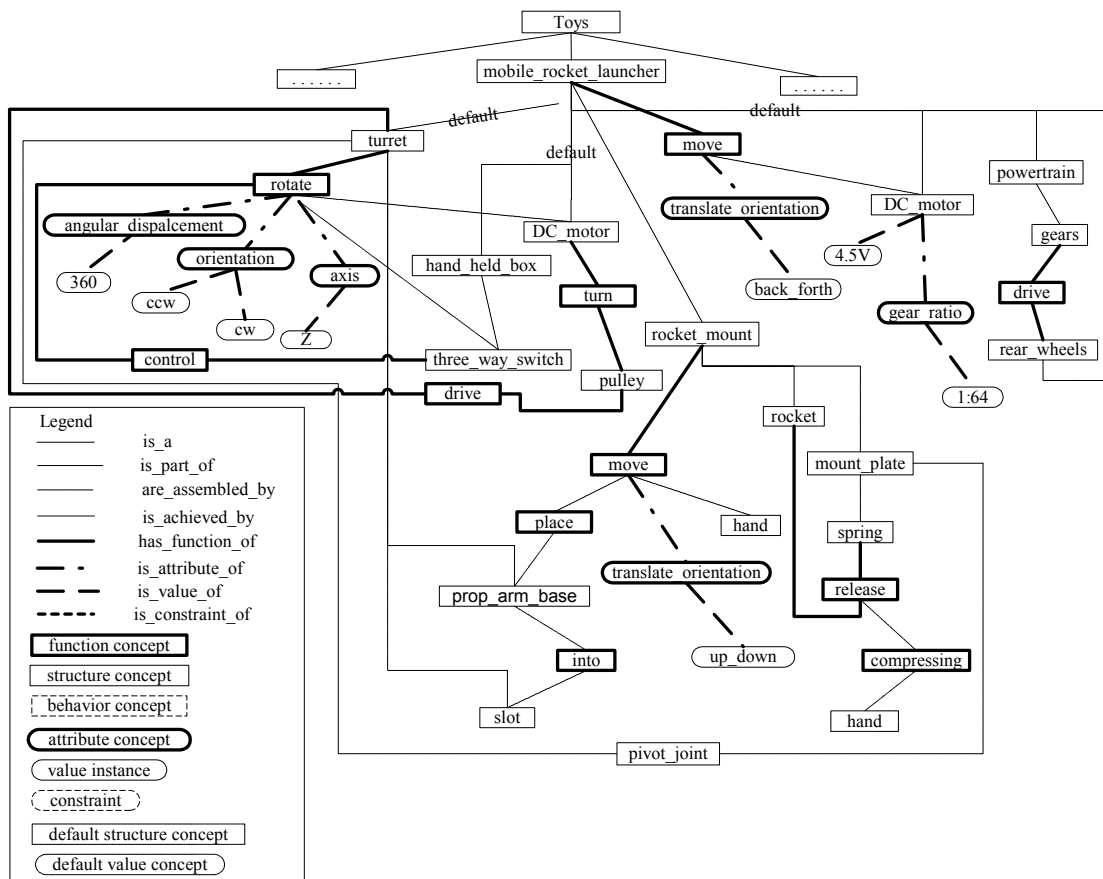 Toys
. . . . . .
mobile_rocket_launcher
. . . . . .
default
default
turret
move
default
powertrain
rotate
translate_orientation
DC_motor
angular_dispalcement
DC_motor
gears
orientation
4.5V
hand_held_box
axis
360
back_forth
turn
drive
ccw
gear_ratio
cw
Z
rocket_mount
control
three_way_switch
rear_wheels
pulley
drive
1:64
rocket
Legend
is_a
is_part_of
are_assembled_by
is_achieved_by
has_function_of
is_attribute_of
is_value_of
is_constraint_of
function concept
structure concept
behavior concept
attribute concept
value instance
constraint
default structure concept
default value concept
move
mount_plate
place
hand
spring
translate_orientation
release
prop_arm_base
into
up_down
compressing
slot
hand
pivot_joint